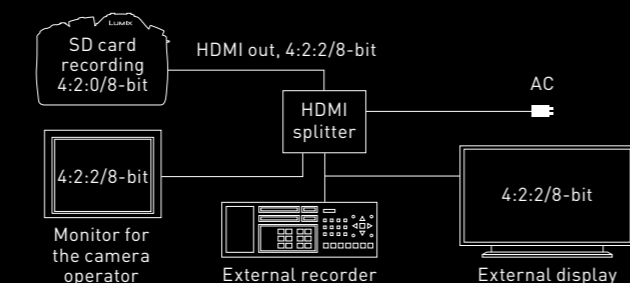 LUMIX
SD card
recording
4:2:0/8-bit
HDMI out, 4:2:2/8-bit
AC
HDMI
splitter
4:2:2/8-bit
4:2:2/8-bit
Monitor for
the camera
operator
External recorder
External display